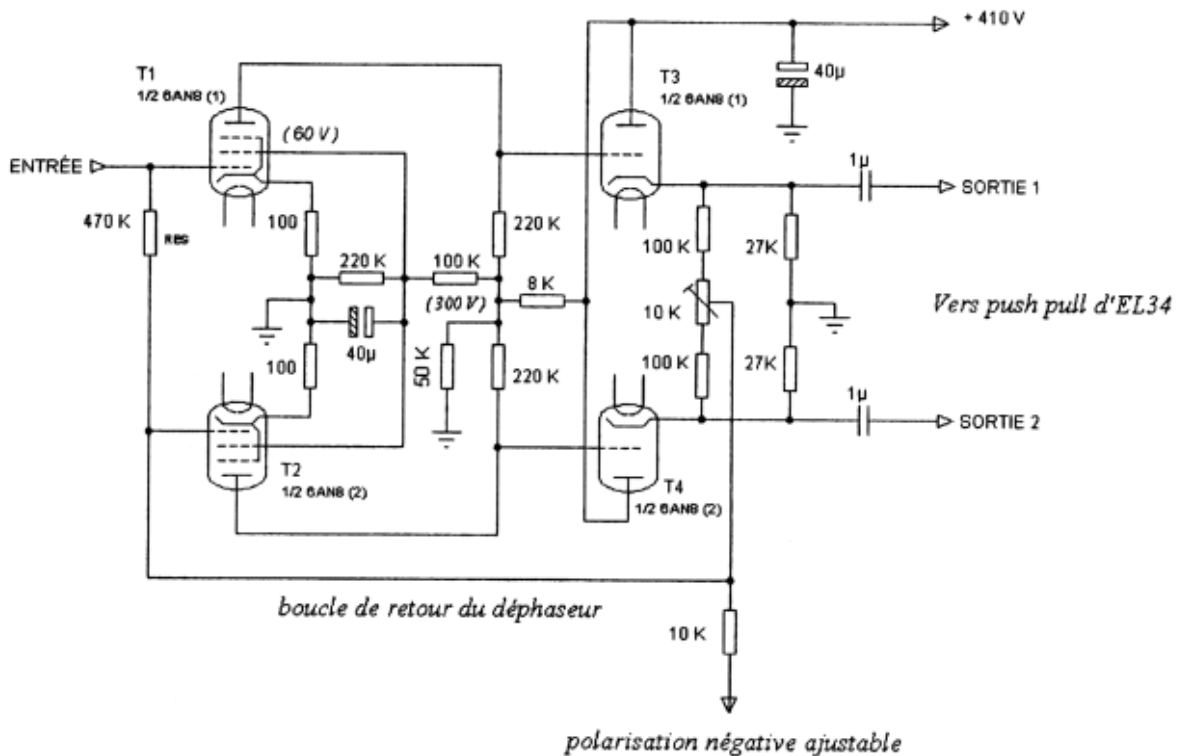 + 410 V
40µ
T1
1/2 6AN8 (1)
T3
1/2 6AN8 (1)
(60 V)
ENTRÉE
1µ
SORTIE 1
470 K
RES
100
220 K
100 K
27K
220 K
100 K
8 K
(300 V)
10 K
Vers push pull d'EL34
40µ
100
50 K
220 K
100 K
27K
1µ
SORTIE 2
T2
1/2 6AN8 (2)
T4
1/2 6AN8 (2)
boucle de retour du déphaseur
10 K
polarisation négative ajustable